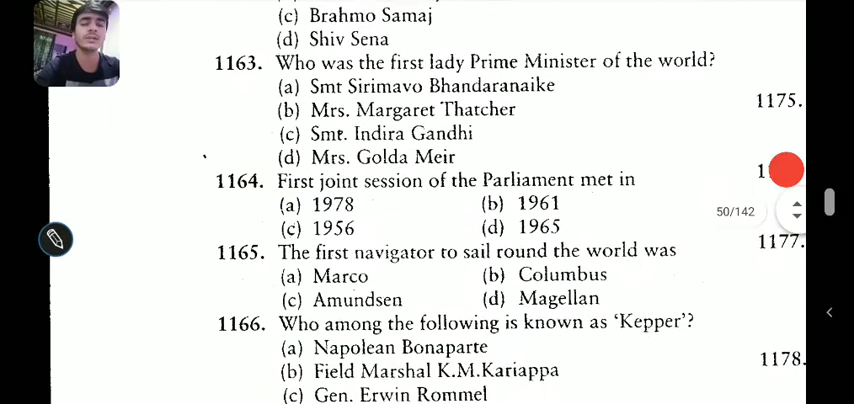 (c) Brahmo Samaj
(d) Shiv Sena
1163. Who was the first lady Prime Minister of the world?
(a) Smt Sirimavo Bhandaranaike
(b) Mrs. Margaret Thatcher
(c) Smt. Indira Gandhi
(d) Mrs. Golda Meir
1164. First joint session of the Parliament met in
(a) 1978 (b) 1961
(c) 1956 (d) 1965
1165. The first navigator to sail round the world was
(a) Marco (b) Columbus
(c) Amundsen (d) Magellan
1166. Who among the following is known as ‘Kepper’?
(a) Napolean Bonaparte
(b) Field Marshal K.M.Kariappa
(c) Gen. Erwin Rommel
1175.
50/142
1177.
1178.